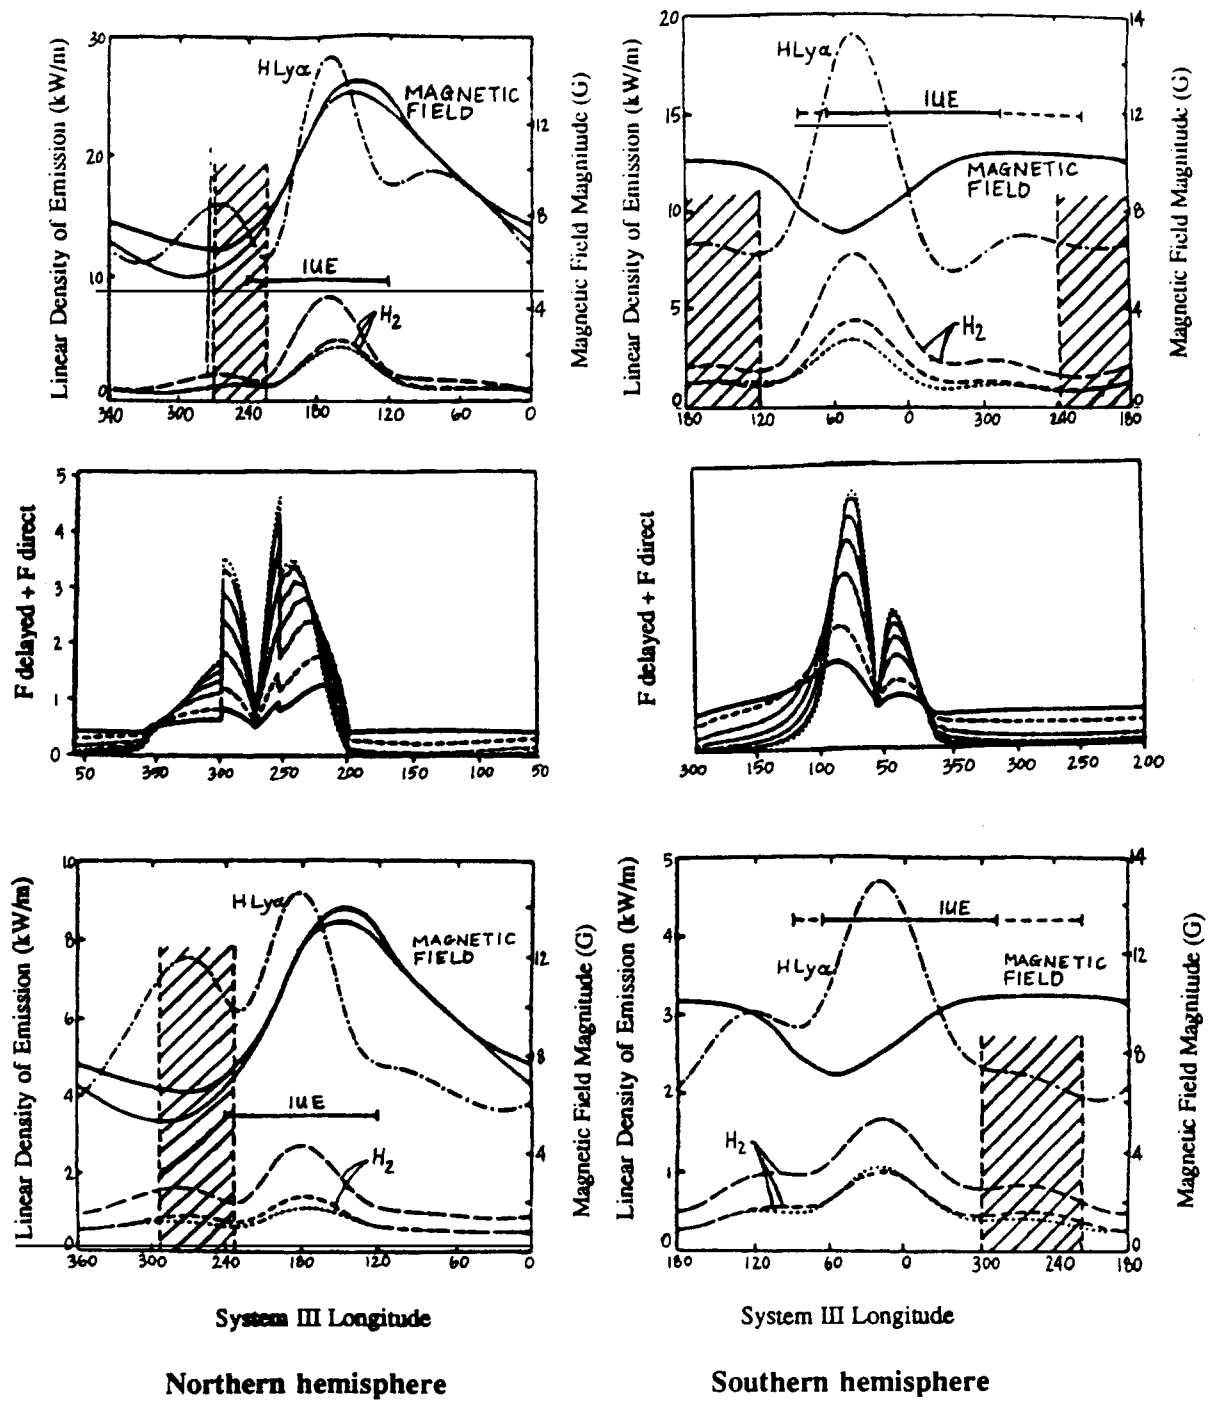 Linear Density of Emission (kW/m)
30
20
10
0
HLyα
MAGNETIC
FIELD
IUE
H2
12
8
4
0
Magnetic Field Magnitude (G)
340 300 240 180 120 60 0
Linear Density of Emission (kW/m)
20
15
10
5
0
HLyα
IUE
MAGNETIC
FIELD
H2
14
12
8
4
0
Magnetic Field Magnitude (G)
180 120 60 0 300 240 180
F delayed + F direct
5
4
3
2
1
0
50 350 300 250 200 150 100 50
F delayed + F direct
300 150 100 50 350 300 250 200
Linear Density of Emission (kW/m)
10
8
6
4
2
0
HLyα
MAGNETIC
FIELD
IUE
H2
12
8
4
0
Magnetic Field Magnitude (G)
360 300 240 180 120 60 0
System III Longitude
Northern hemisphere
Linear Density of Emission (kW/m)
5
4
3
2
1
0
IUE
HLyα
MAGNETIC
FIELD
H2
14
12
8
4
0
Magnetic Field Magnitude (G)
180 120 60 0 300 240 180
System III Longitude
Southern hemisphere